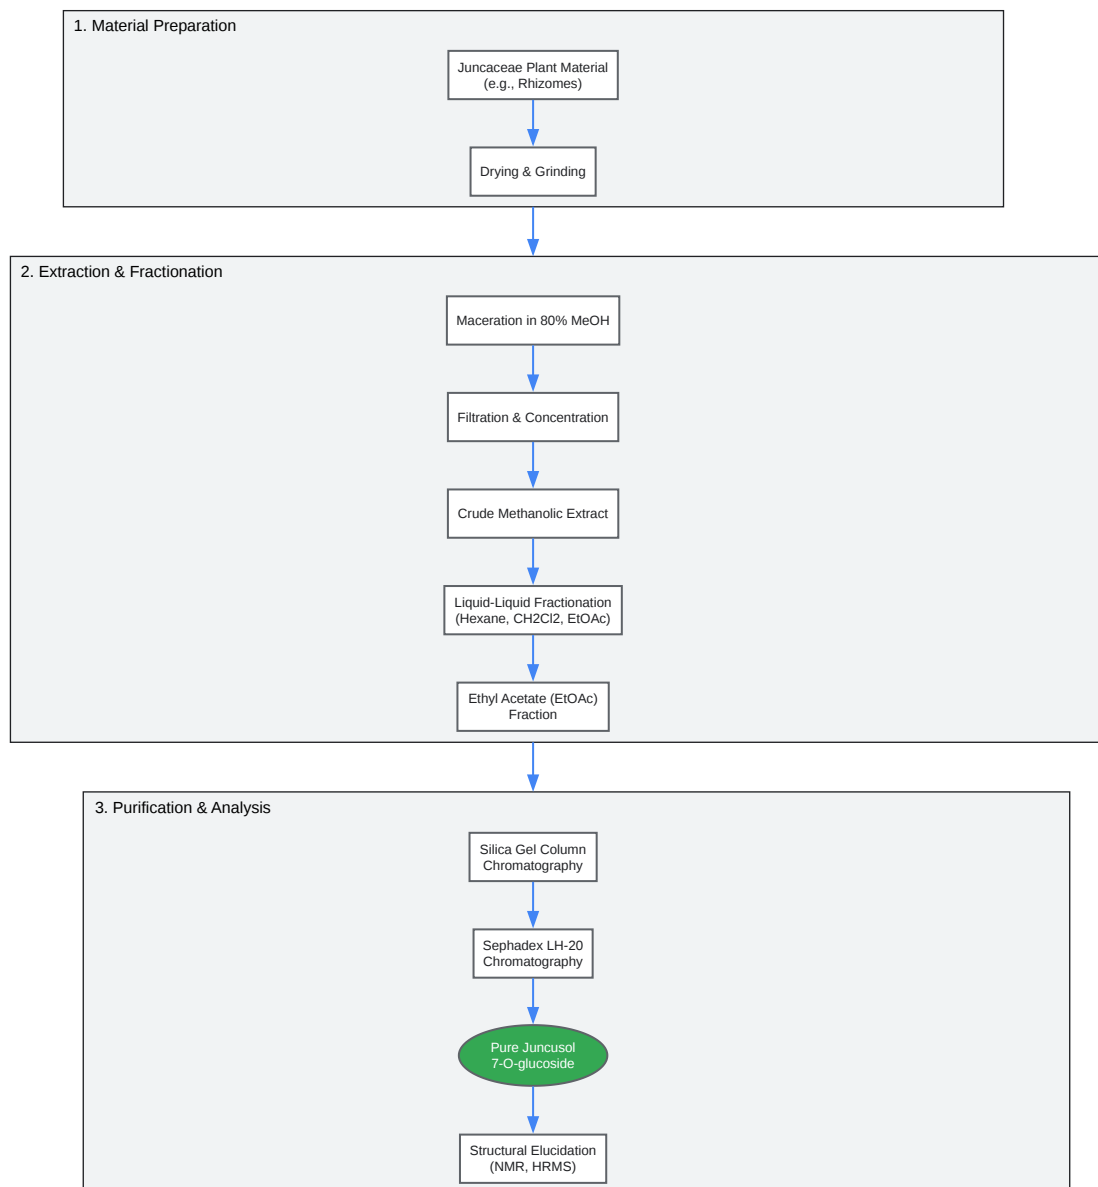 1. Material Preparation
Juncaceae Plant Material
(e.g., Rhizomes)
Drying & Grinding
2. Extraction & Fractionation
Maceration in 80% MeOH
Filtration & Concentration
Crude Methanolic Extract
Liquid-Liquid Fractionation
(Hexane, CH2Cl2, EtOAc)
Ethyl Acetate (EtOAc)
Fraction
3. Purification & Analysis
Silica Gel Column
Chromatography
Sephadex LH-20
Chromatography
Pure Juncusol
7-O-glucoside
Structural Elucidation
(NMR, HRMS)